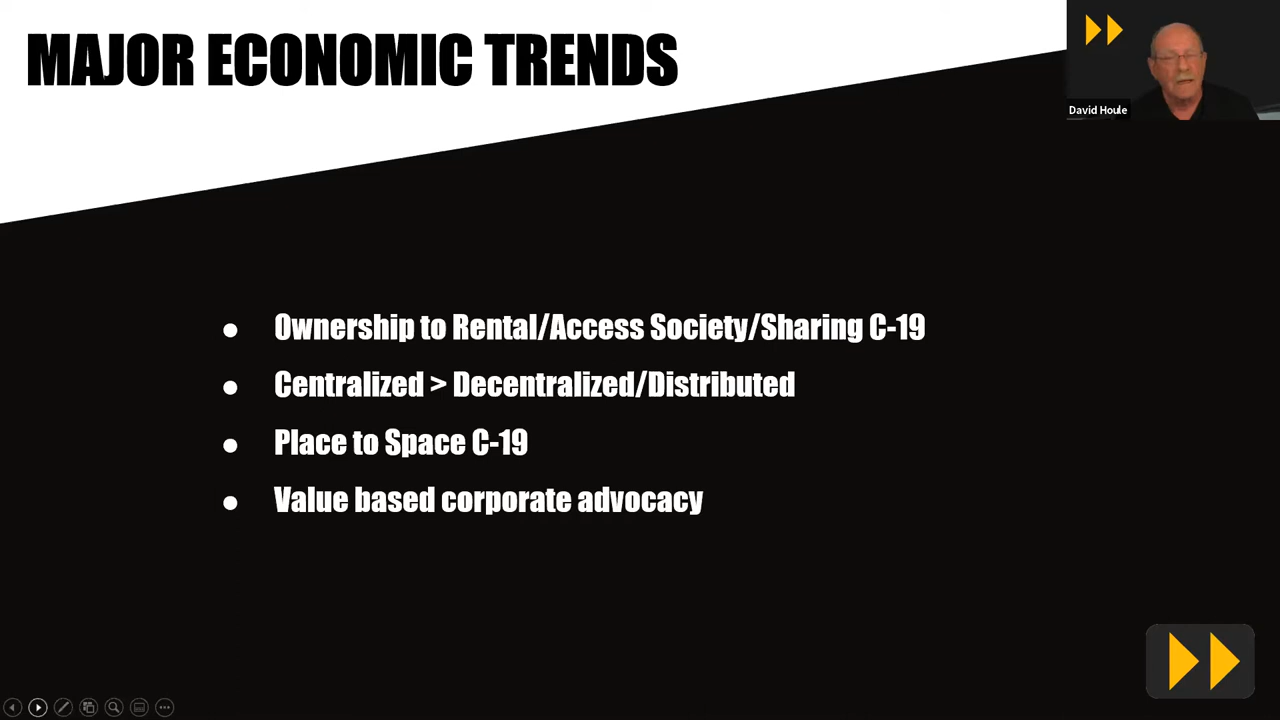 MAJOR ECONOMIC TRENDS
David Houle
● Ownership to Rental/Access Society/Sharing C-19
● Centralized > Decentralized/Distributed
● Place to Space C-19
● Value based corporate advocacy